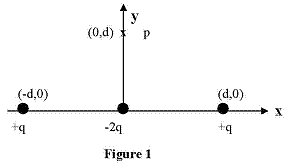 y
(0,d) x p
(-d,0) (d,0)
x
+q -2q +q
Figure 1